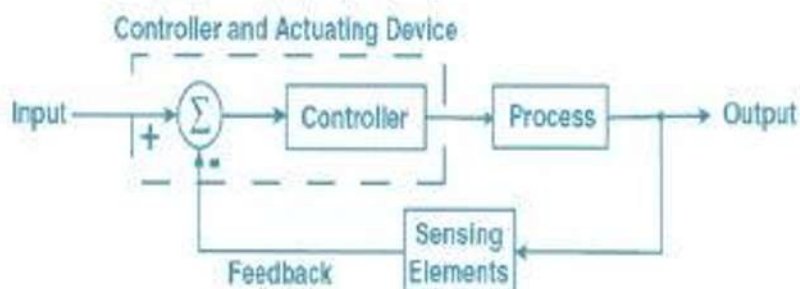 Controller and Actuating Device
Input
+
Σ
Controller
Process
Output
-
Sensing
Elements
Feedback